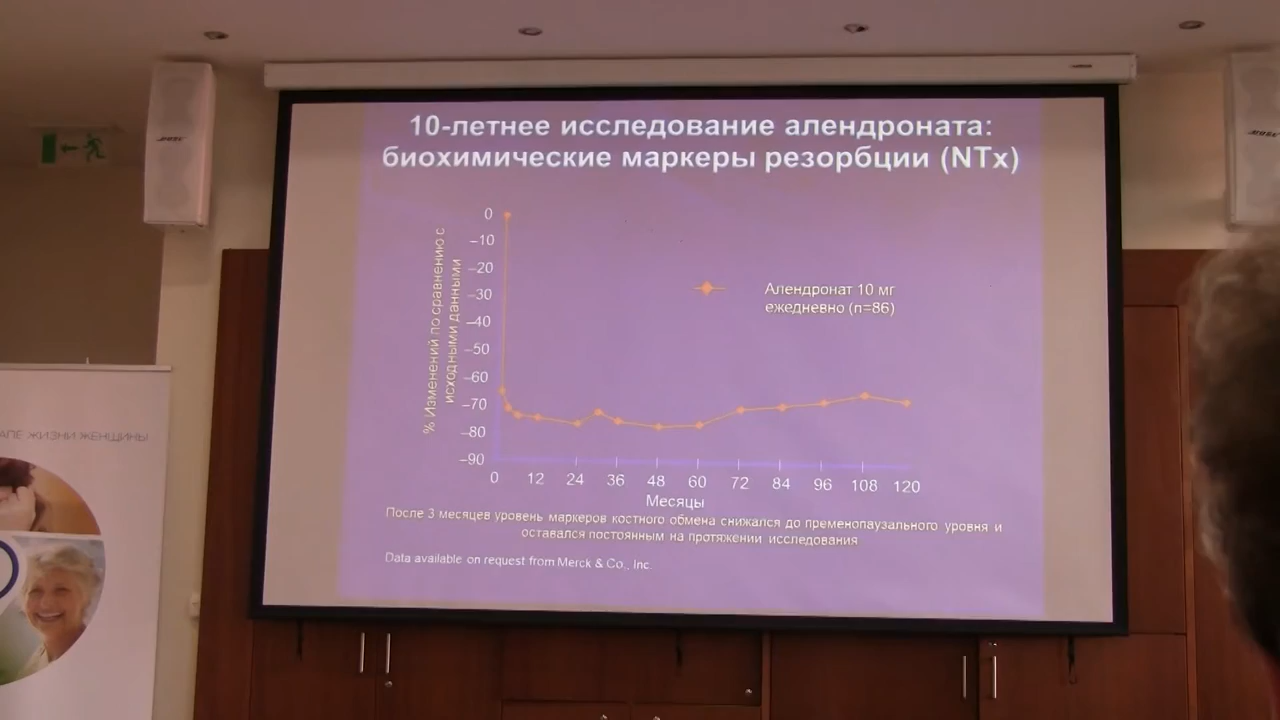 10-летнее исследование алендроната:
биохимические маркеры резорбции (NTx)
% Изменений по сравнению с
исходными данными
0
–10
–20
–30
–40
–50
–60
–70
–80
–90
Алендронат 10 мг
ежедневно (n=86)
0 12 24 36 48 60 72 84 96 108 120
Месяцы
После 3 месяцев уровень маркеров костного обмена снижался до пременопаузального уровня и
оставался постоянным на протяжении исследования
Data available on request from Merck & Co., Inc.
ЖИЗНИ ЖЕНЩИНЫ
BOSE